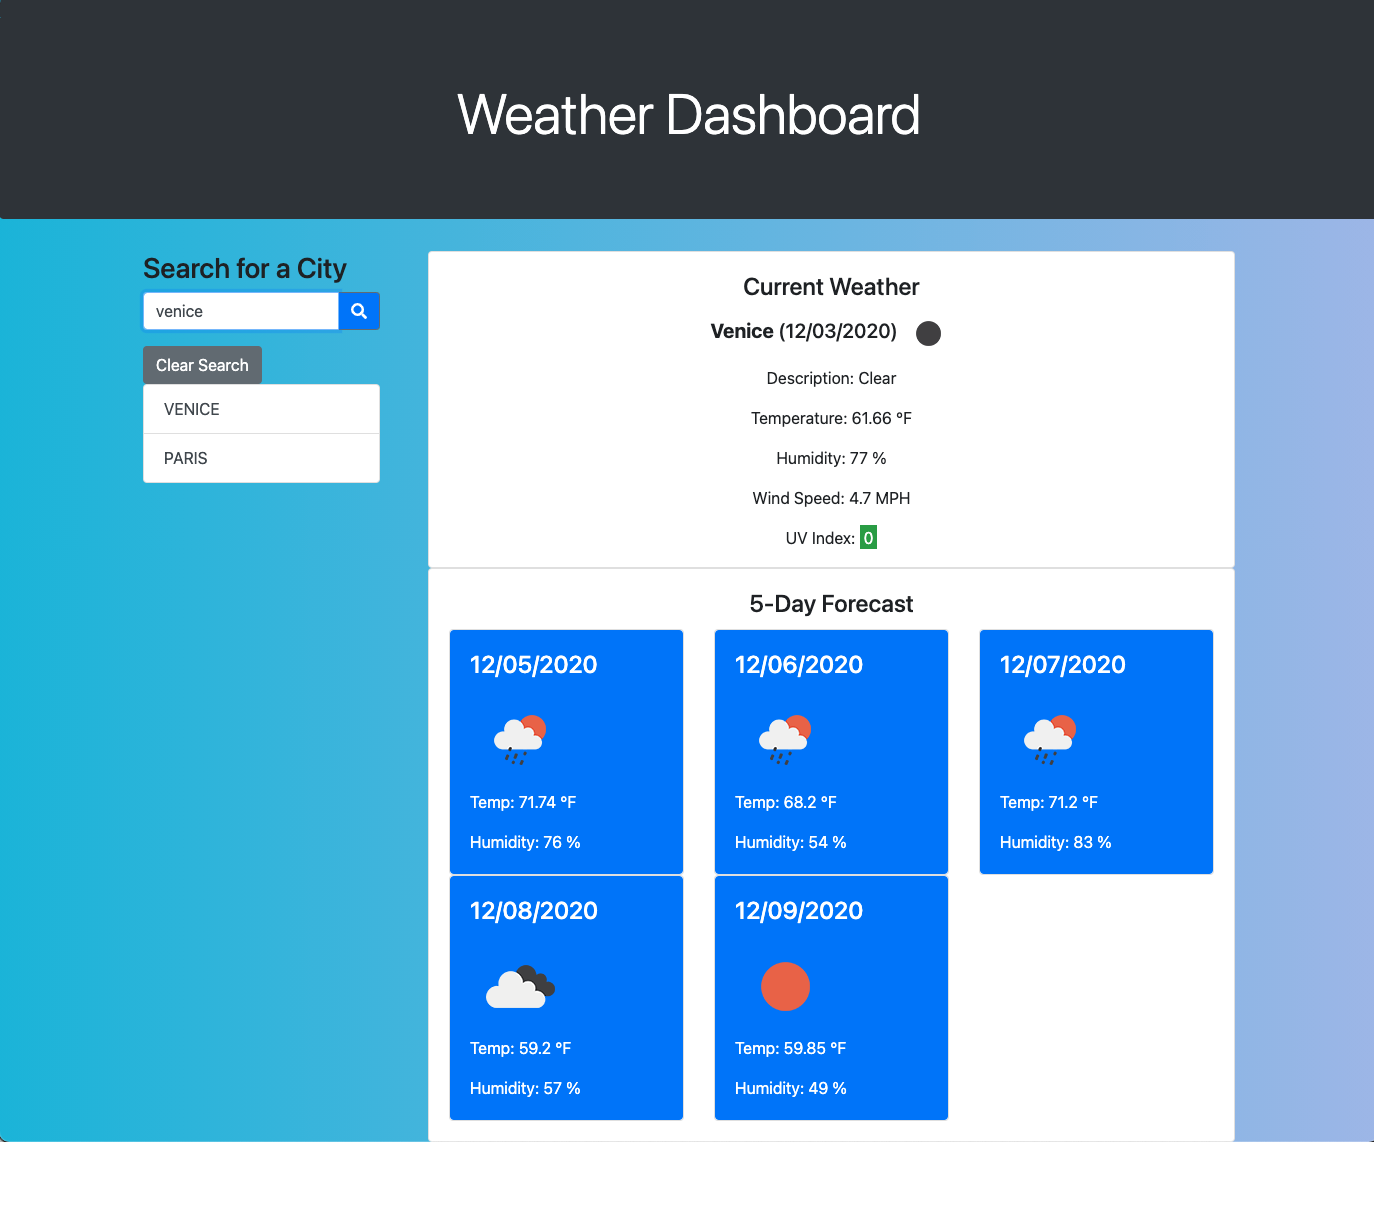 Weather Dashboard
Search for a City
venice
Clear Search
VENICE
PARIS
Current Weather
Venice (12/03/2020)
Description: Clear
Temperature: 61.66 °F
Humidity: 77 %
Wind Speed: 4.7 MPH
UV Index: 0
5-Day Forecast
12/05/2020
Temp: 71.74 °F
Humidity: 76 %
12/06/2020
Temp: 68.2 °F
Humidity: 54 %
12/07/2020
Temp: 71.2 °F
Humidity: 83 %
12/08/2020
Temp: 59.2 °F
Humidity: 57 %
12/09/2020
Temp: 59.85 °F
Humidity: 49 %